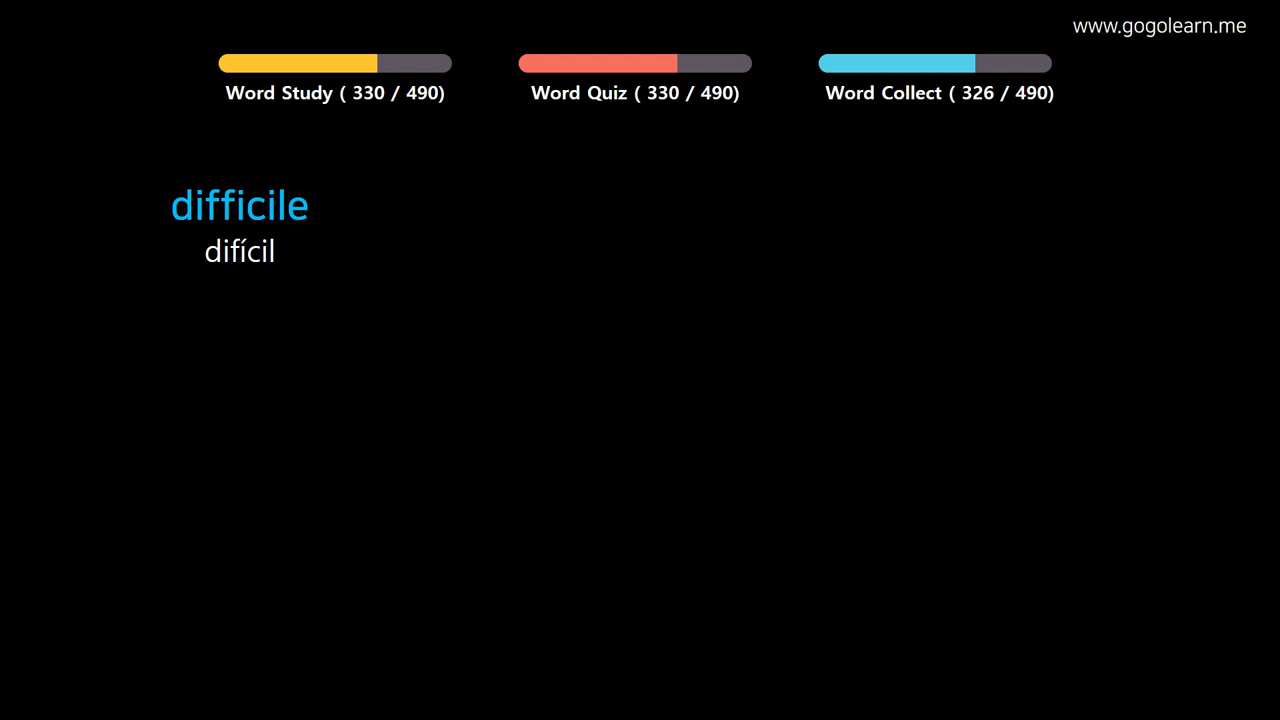 www.gogolearn.me
Word Study ( 330 / 490)
Word Quiz ( 330 / 490)
Word Collect ( 326 / 490)
difficile
difícil